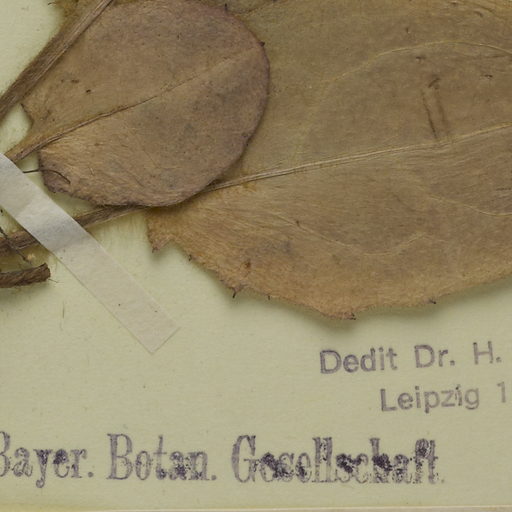 Dedit Dr. H.
Leipzig 1
Bayer. Botan. Gesellschaft.